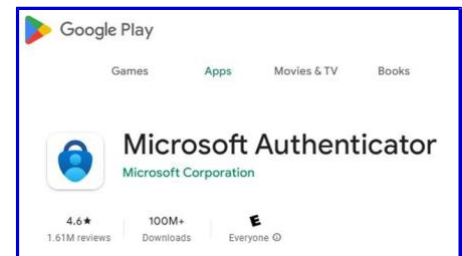 Google Play
Games Apps Movies & TV Books
Microsoft Authenticator
Microsoft Corporation
4.6★ 100M+ E
1.61M reviews Downloads Everyone ⓘ